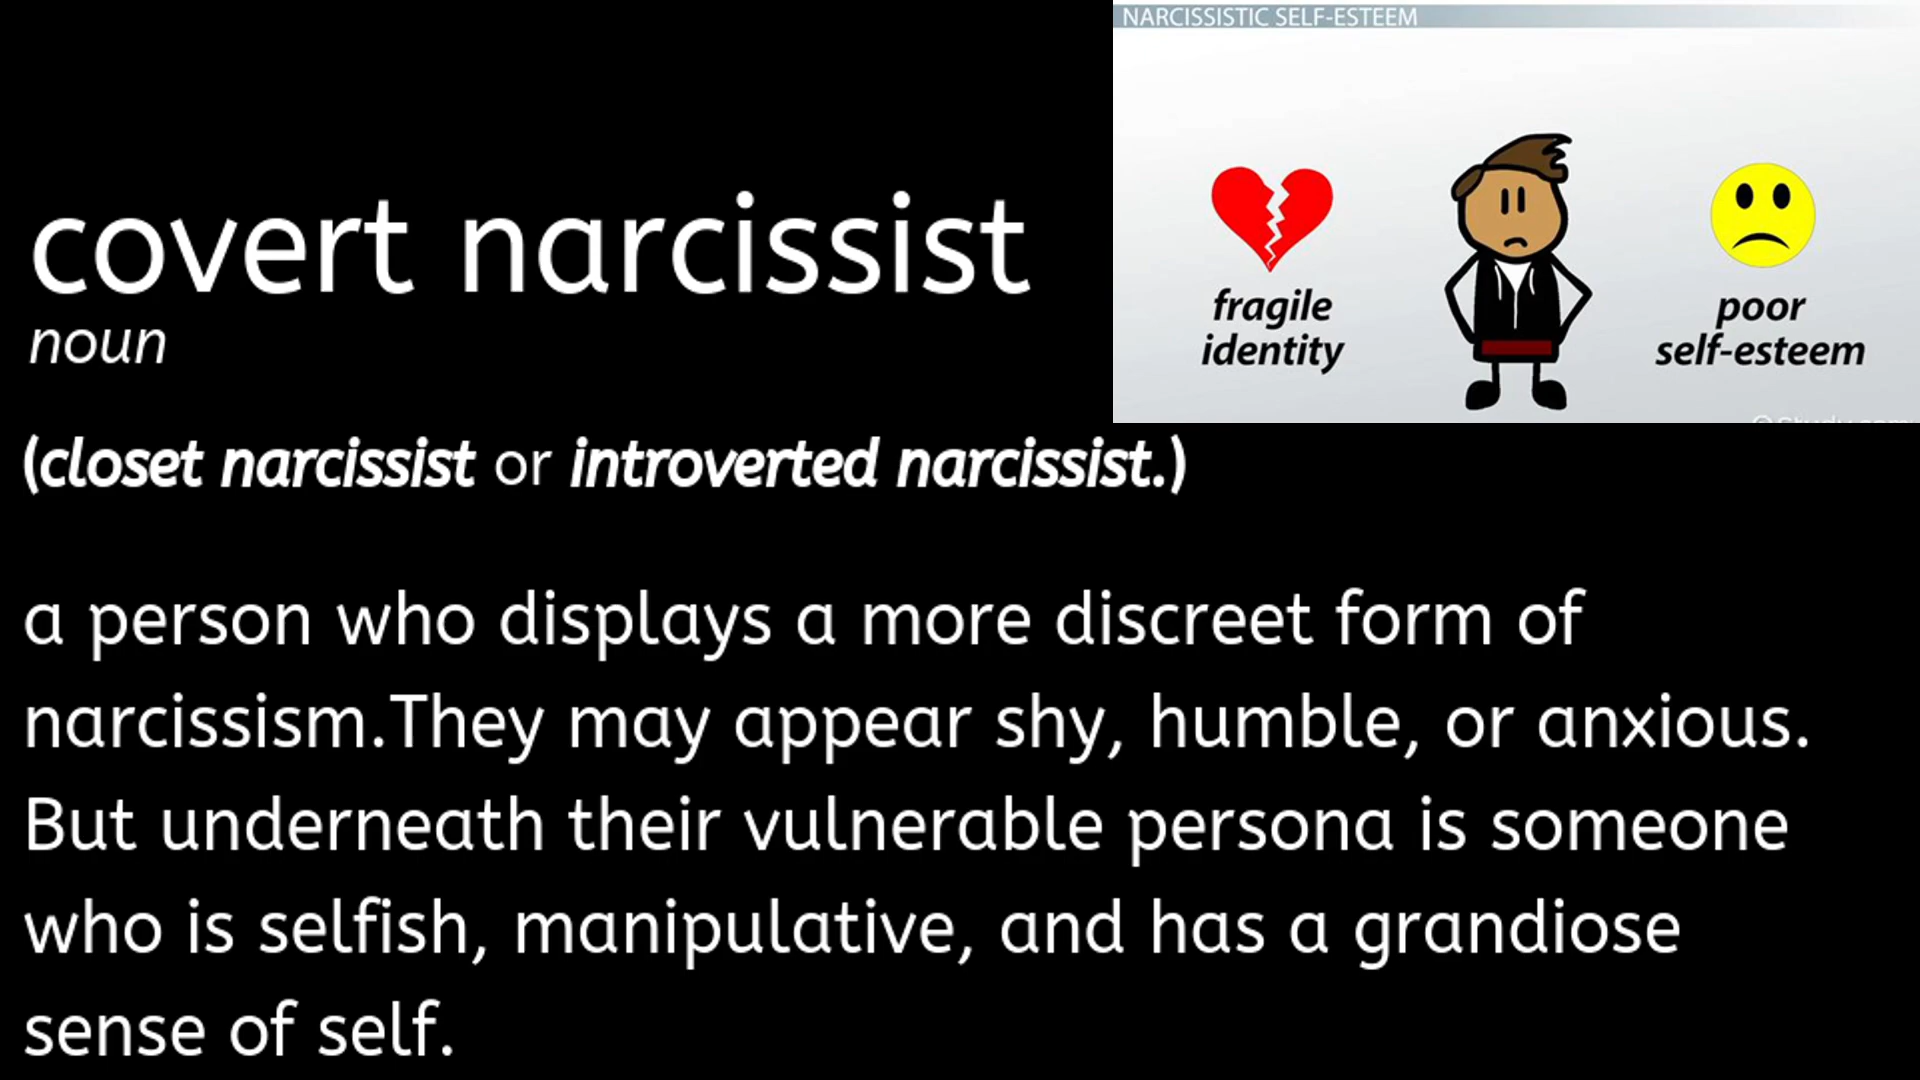 NARCISSISTIC SELF-ESTEEM
covert narcissist
noun
fragile
identity
poor
self-esteem
(closet narcissist or introverted narcissist.)
a person who displays a more discreet form of
narcissism.They may appear shy, humble, or anxious.
But underneath their vulnerable persona is someone
who is selfish, manipulative, and has a grandiose
sense of self.